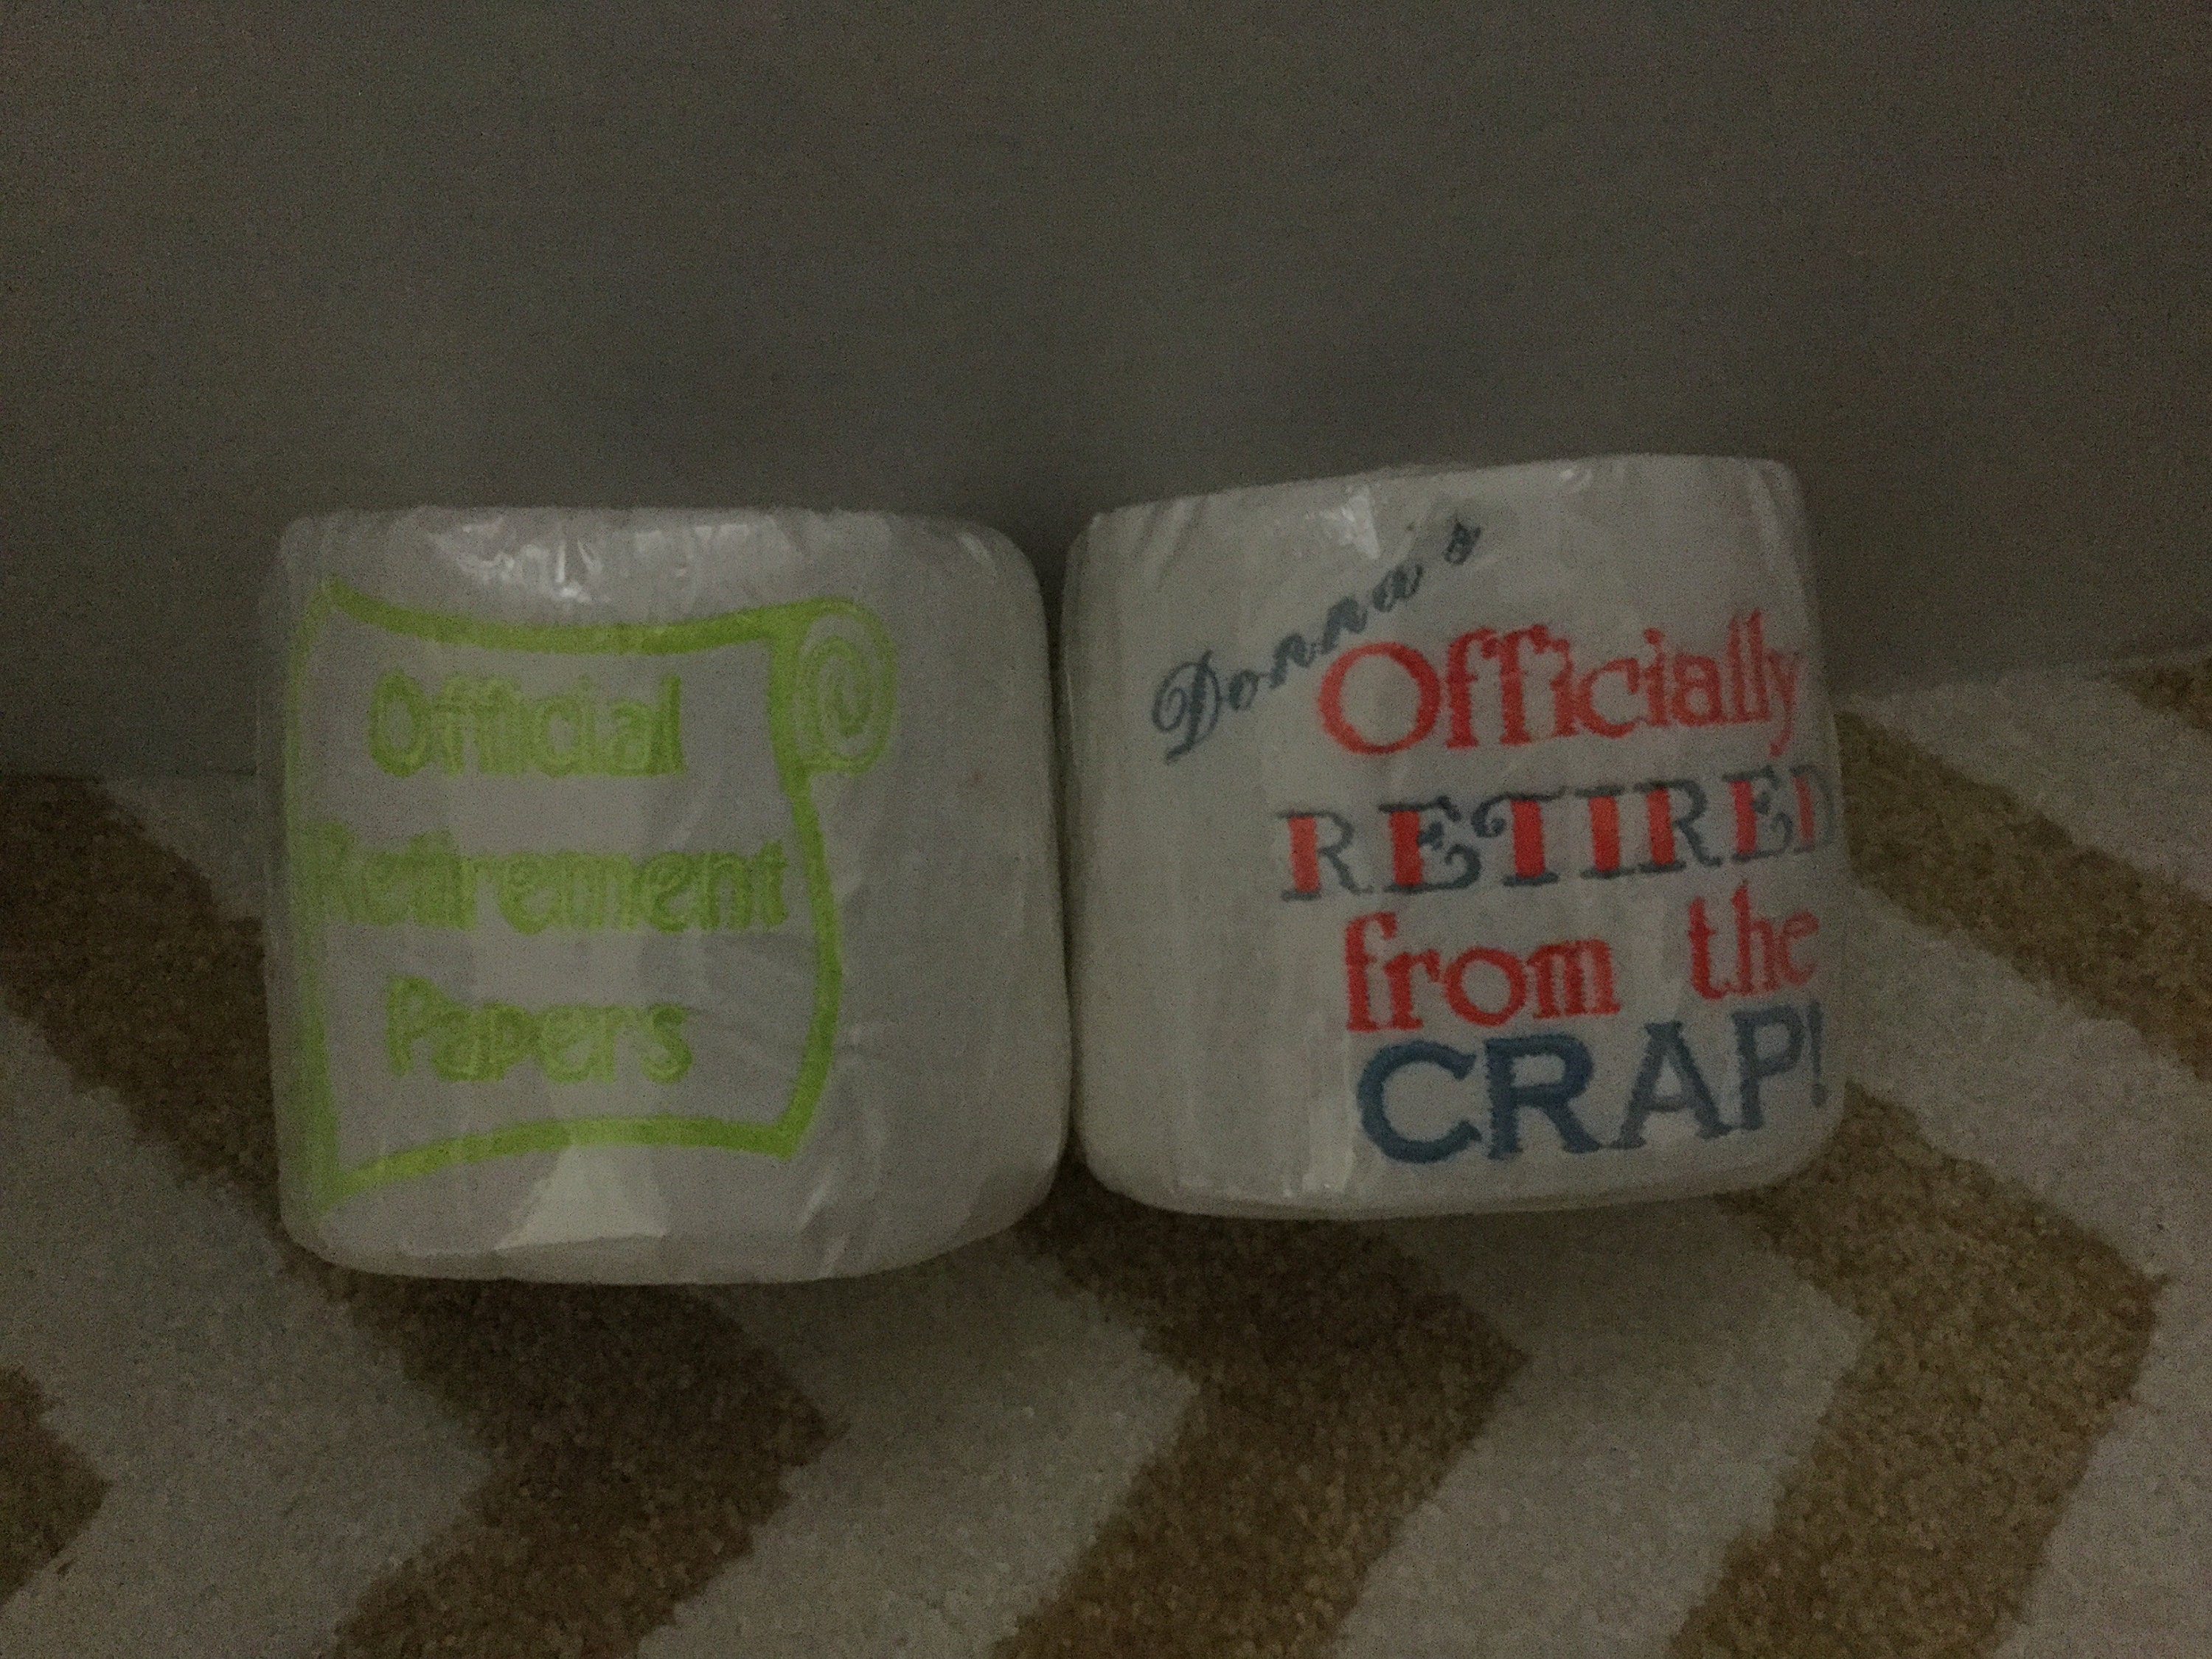 Official
Retirement
Papers
Donna's
Officially
RETIRED
from the
CRAP!